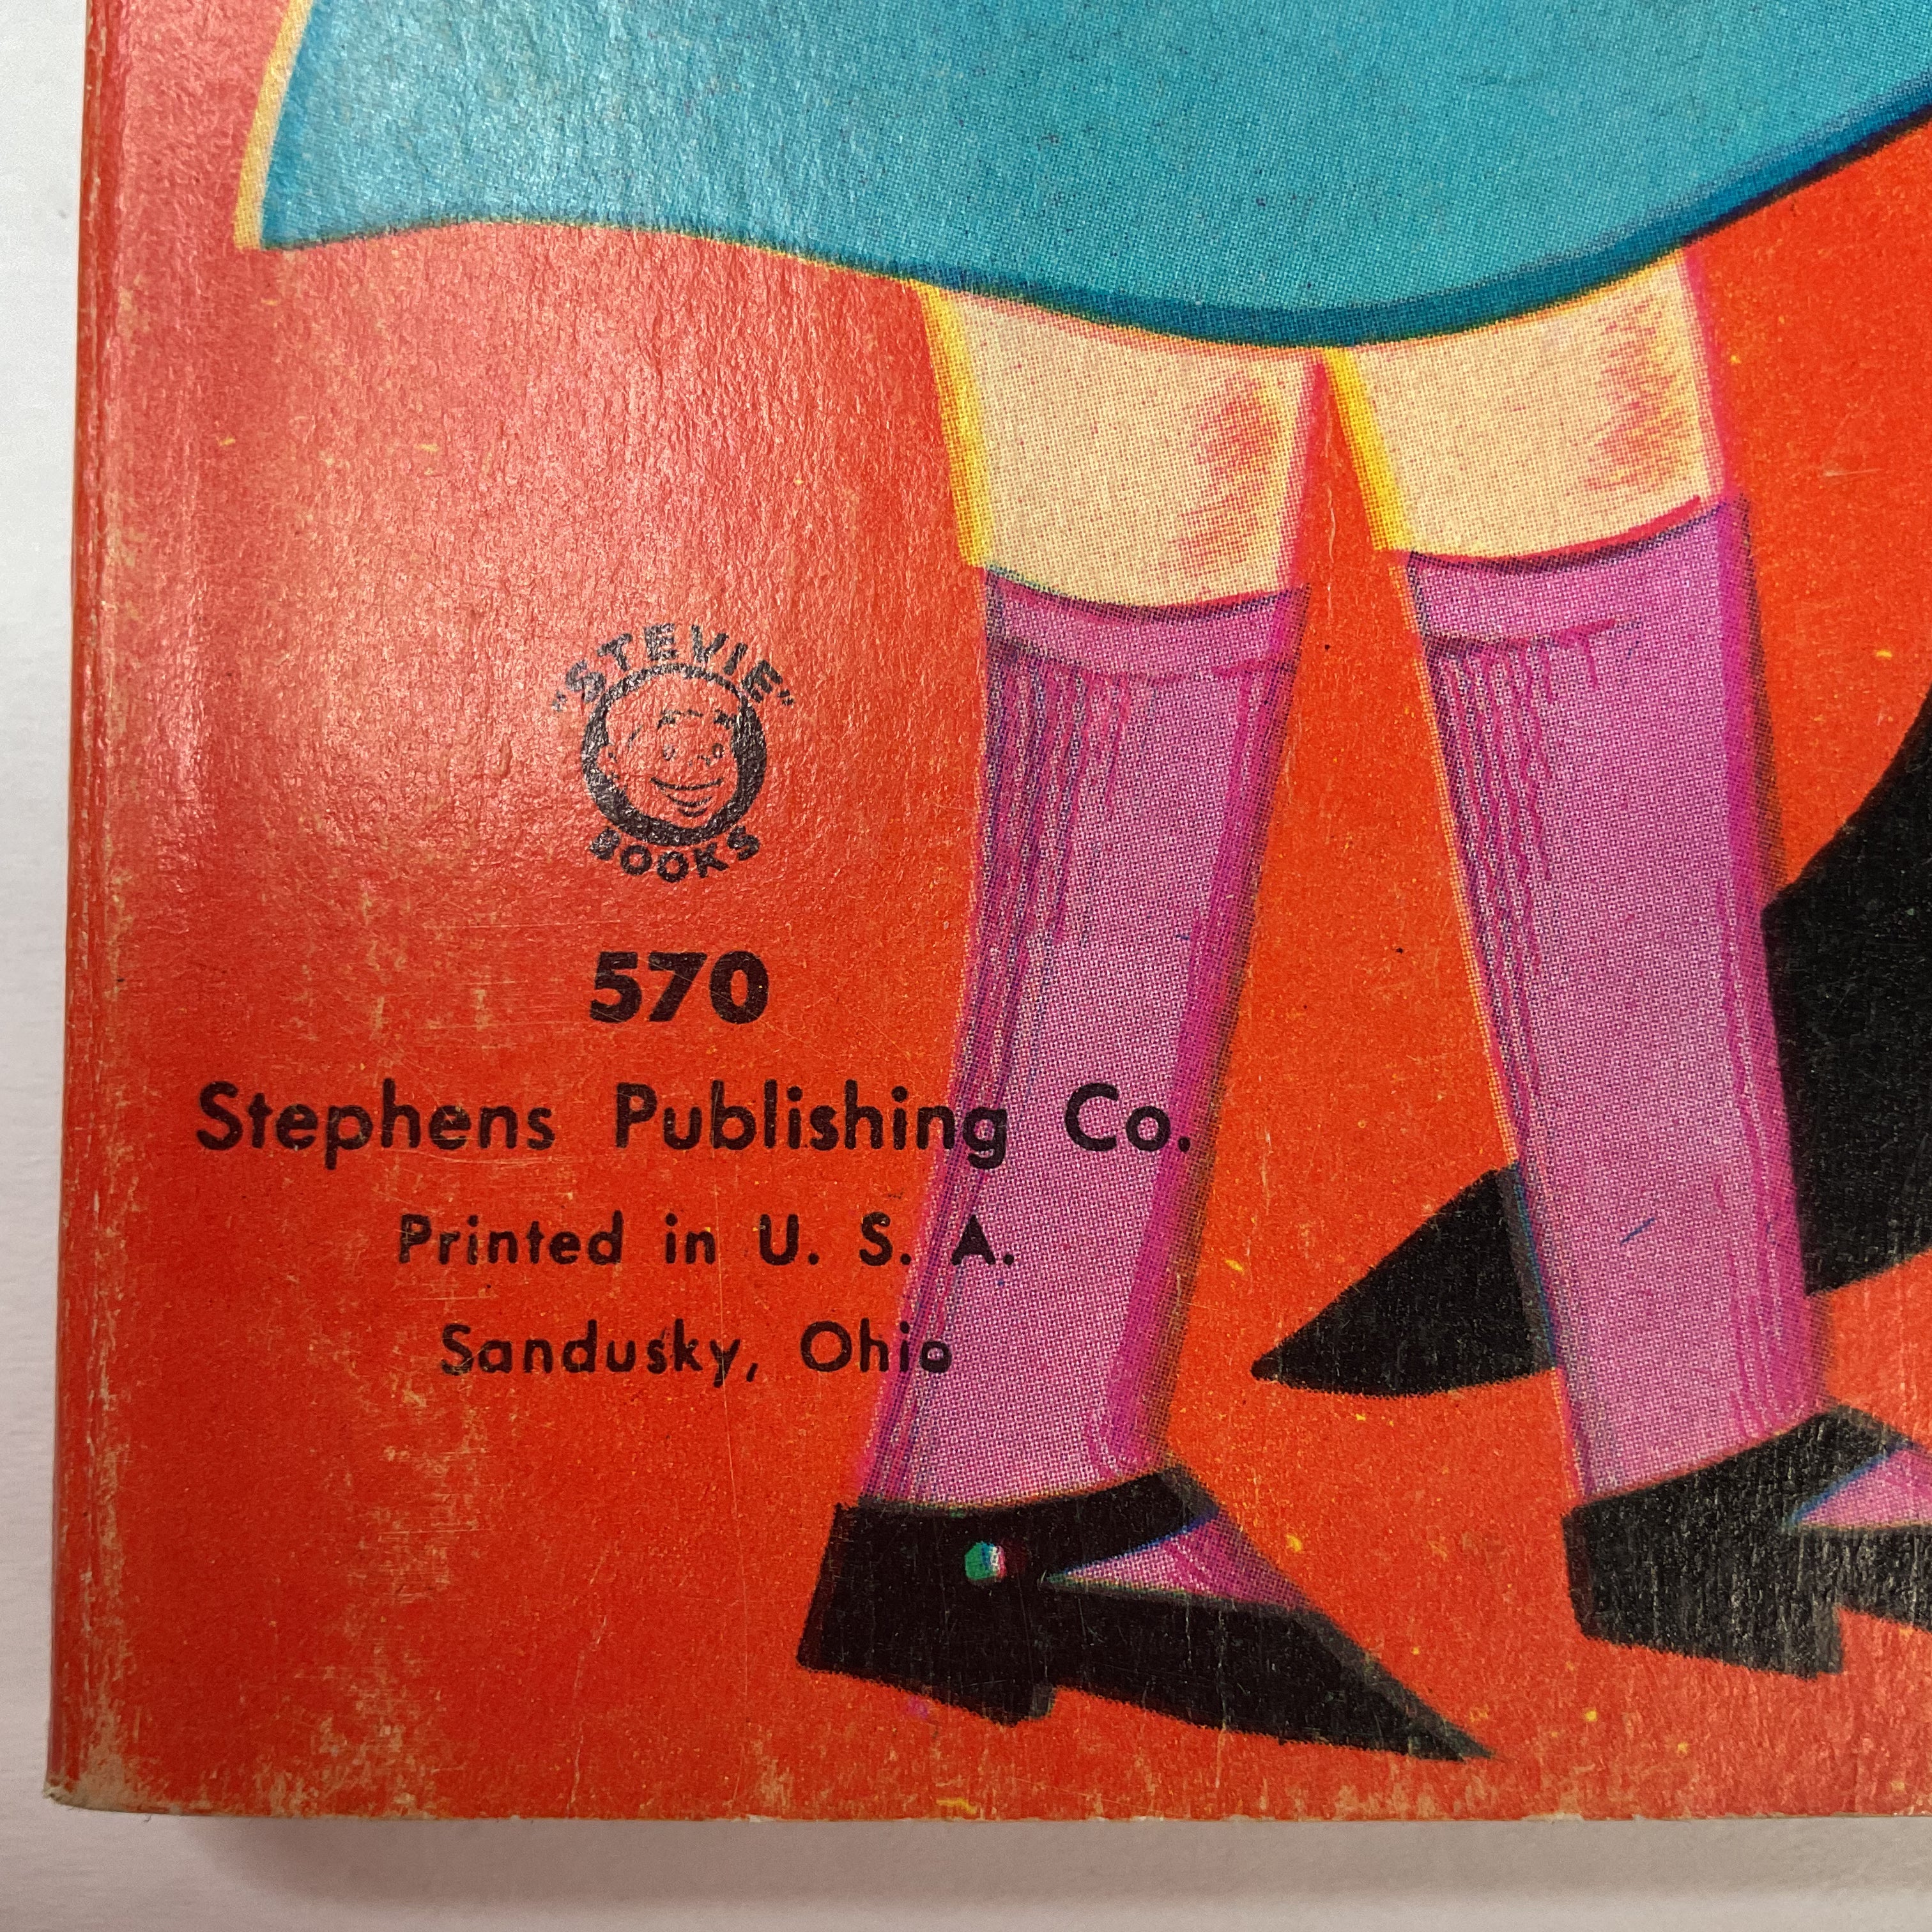 "STEVIE"
BOOKS
570
Stephens Publishing Co.
Printed in U. S. A.
Sandusky, Ohio